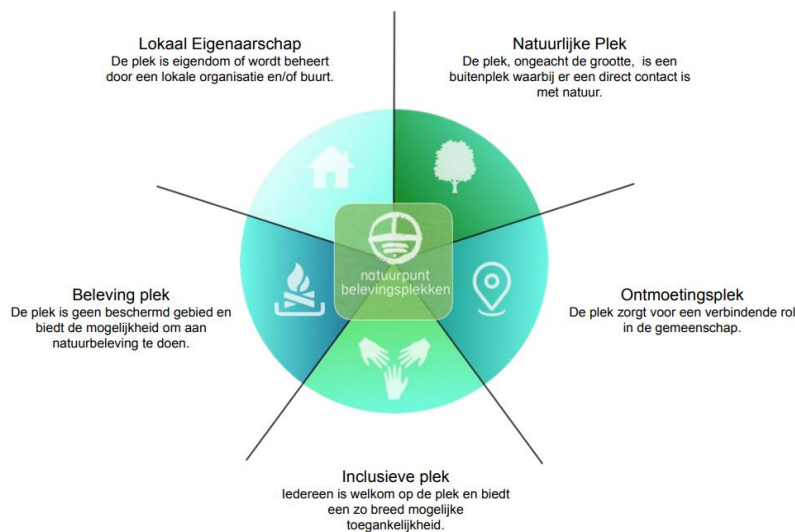 Lokaal Eigenaarschap
De plek is eigendom of wordt beheert
door een lokale organisatie en/of buurt.
Natuurlijke Plek
De plek, ongeacht de grootte, is een
buitenplek waarbij er een direct contact is
met natuur.
natuurpunt
belevingsplekken
Beleving plek
De plek is geen beschermd gebied en
biedt de mogelijkheid om aan
natuurbeleving te doen.
Ontmoetingsplek
De plek zorgt voor een verbindende rol
in de gemeenschap.
Inclusieve plek
Iedereen is welkom op de plek en biedt
een zo breed mogelijke
toegankelijkheid.